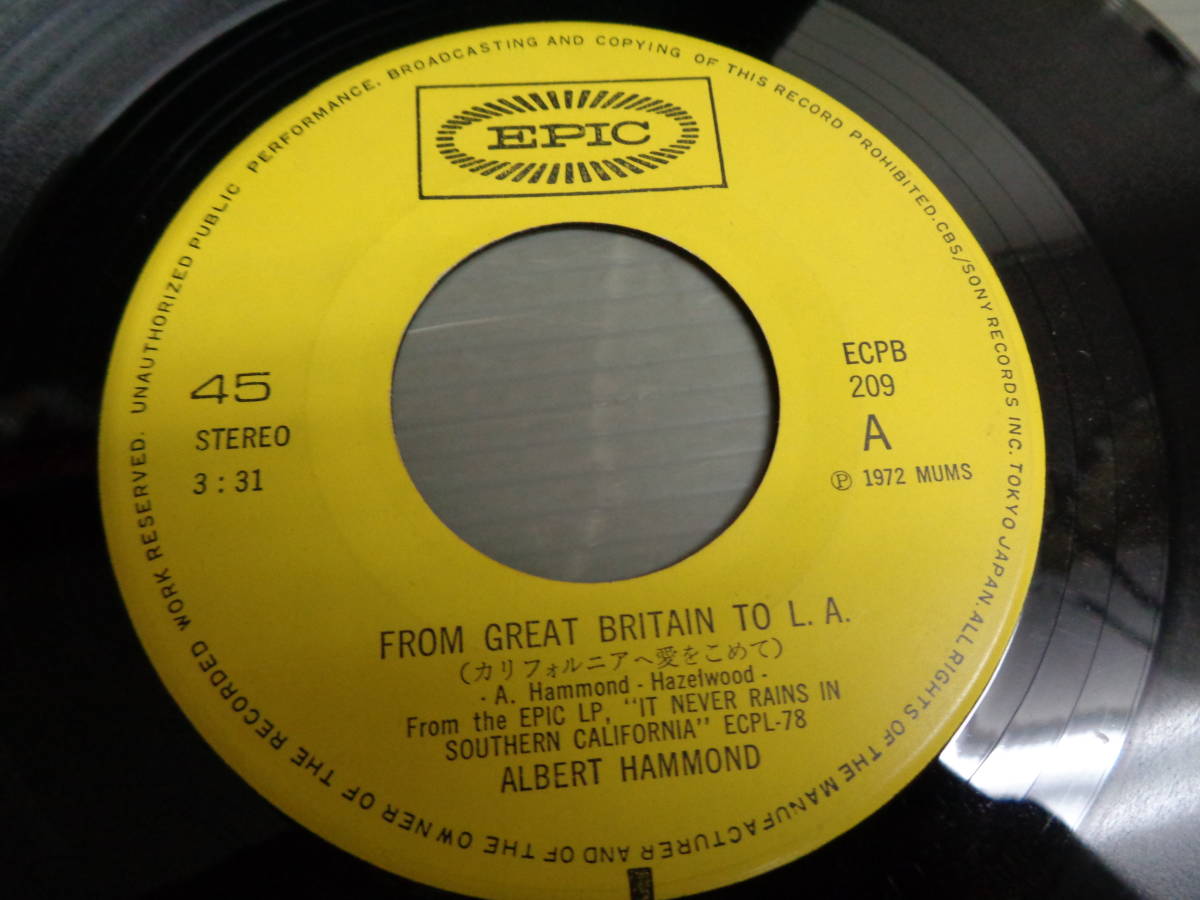 EPIC
45
STEREO
3 : 31
ECPB
209
A
Ⓟ 1972 MUMS
FROM GREAT BRITAIN TO L. A.
(カリフォルニアへ愛をこめて)
- A. Hammond - Hazelwood -
From the EPIC LP, "IT NEVER RAINS IN
SOUTHERN CALIFORNIA" ECPL-78
ALBERT HAMMOND
ALL RIGHTS OF THE MANUFACTURER AND OF THE OWNER OF THE RECORDED WORK RESERVED. UNAUTHORIZED PUBLIC PERFORMANCE, BROADCASTING AND COPYING OF THIS RECORD PROHIBITED. CBS/SONY RECORDS INC. TOKYO JAPAN.